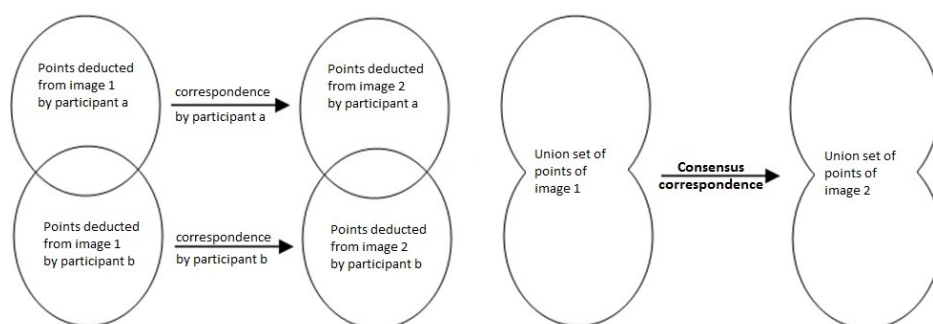 Points deducted
from image 1
by participant a
correspondence
by participant a
Points deducted
from image 2
by participant a
Points deducted
from image 1
by participant b
correspondence
by participant b
Points deducted
from image 2
by participant b
Union set of
points of
image 1
Consensus
correspondence
Union set of
points of
image 2